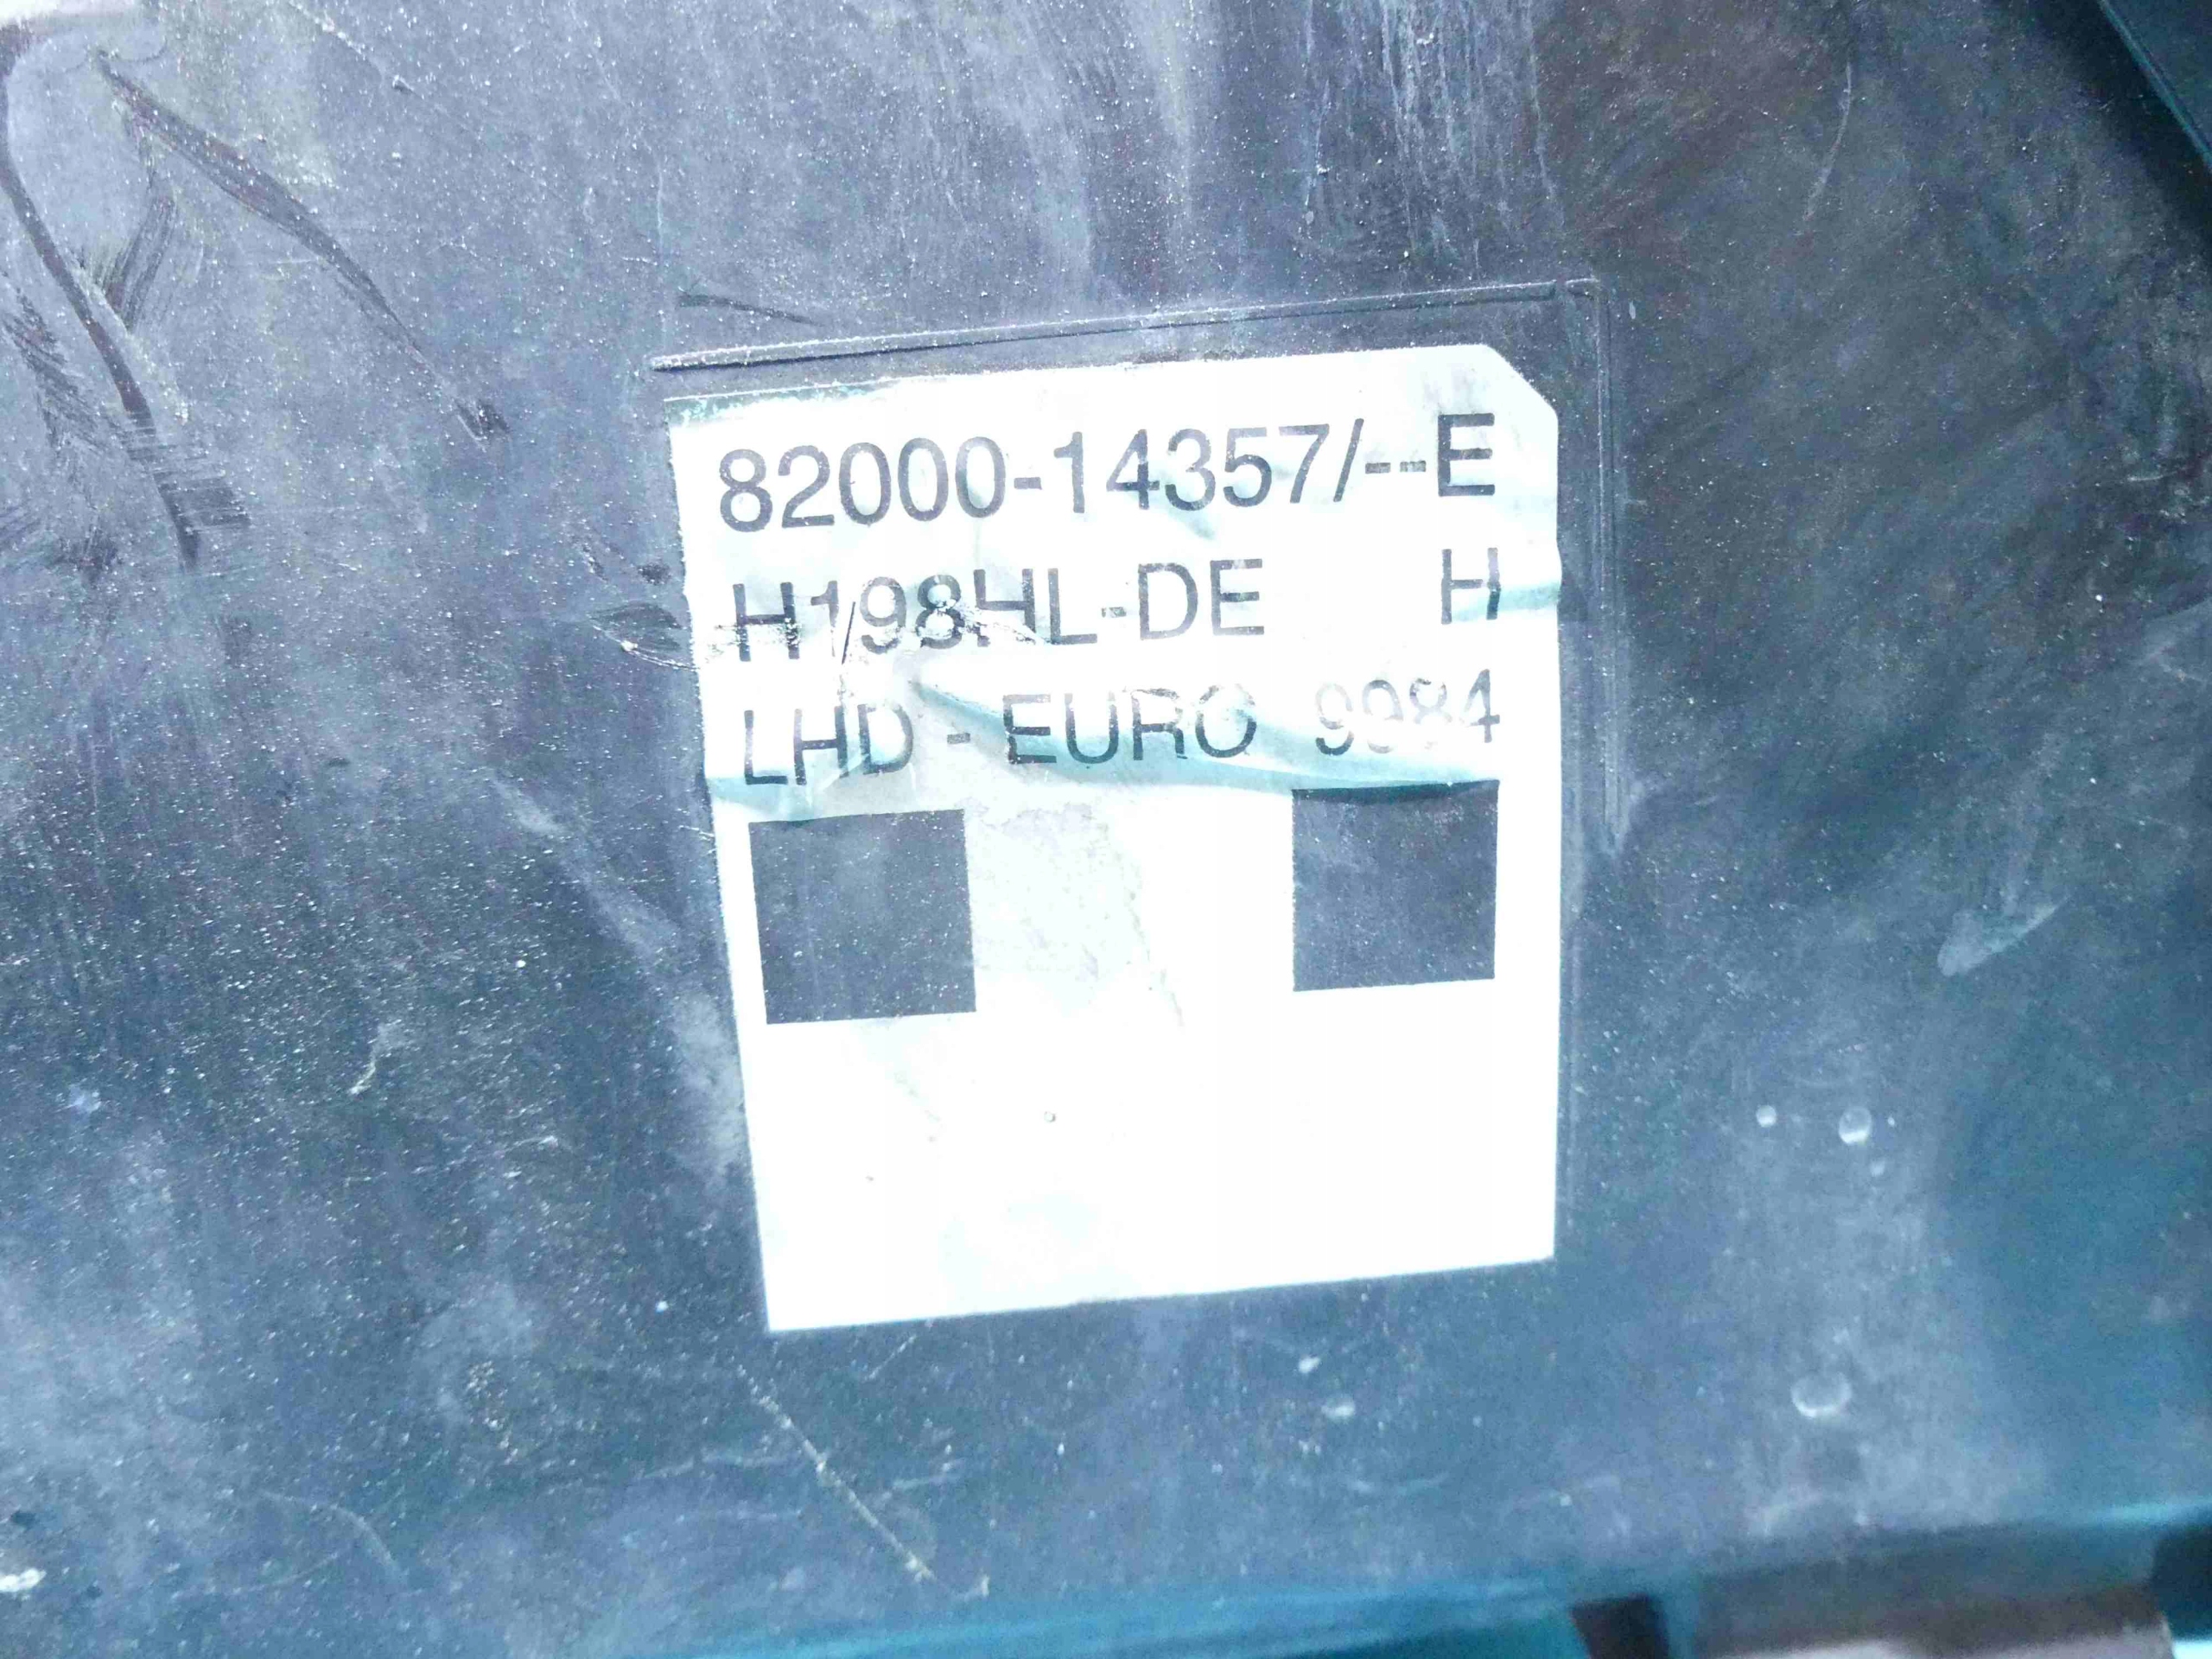 82000-14357/--E
H198HL-DE H
LHD - EURO 9984